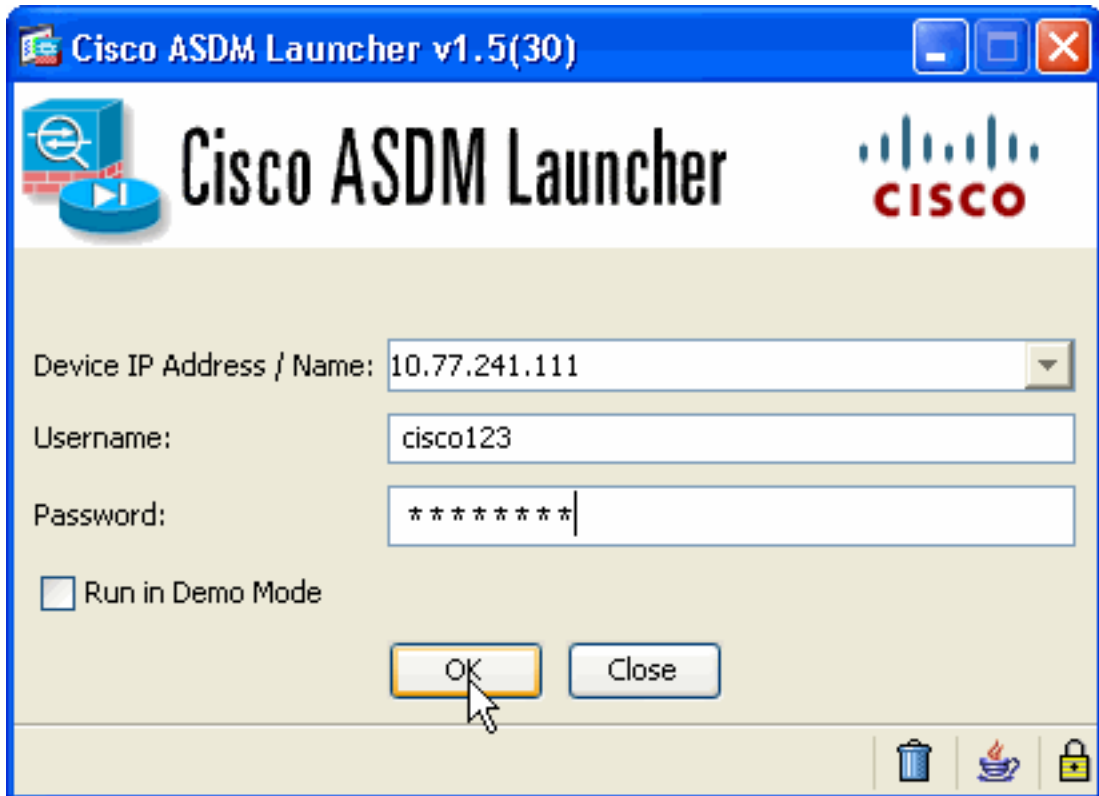 Cisco ASDM Launcher v1.5(30)
Cisco ASDM Launcher
CISCO
Device IP Address / Name: 10.77.241.111
Username: cisco123
Password: ********
Run in Demo Mode
OK Close